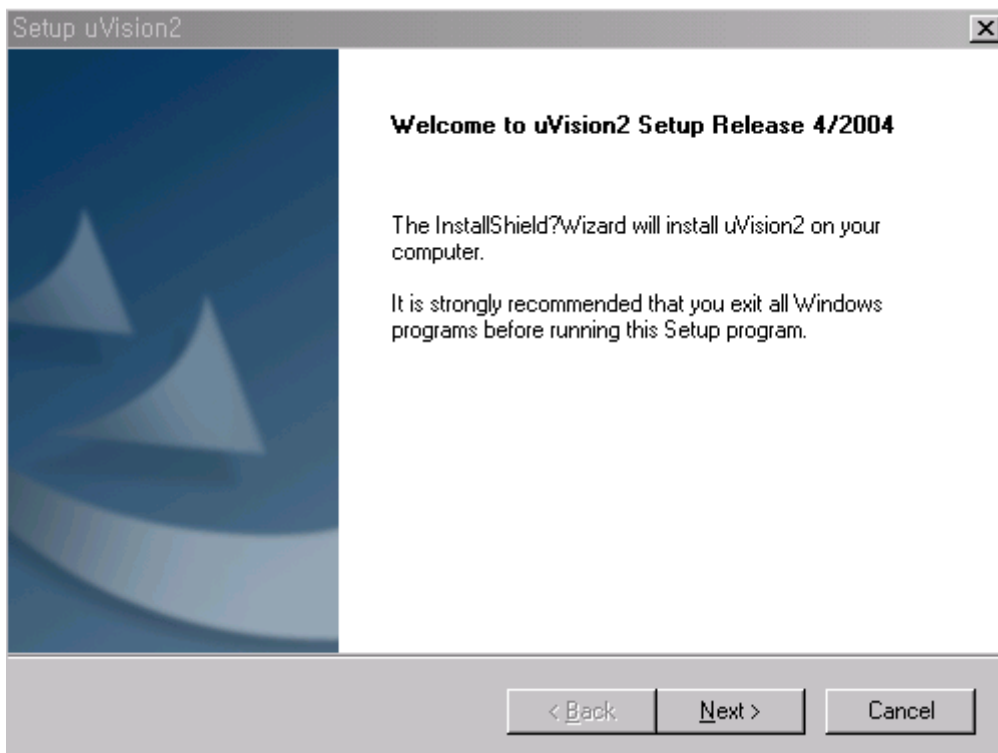 Setup uVision2
Welcome to uVision2 Setup Release 4/2004
The InstallShield?Wizard will install uVision2 on your
computer.
It is strongly recommended that you exit all Windows
programs before running this Setup program.
< Back
Next >
Cancel